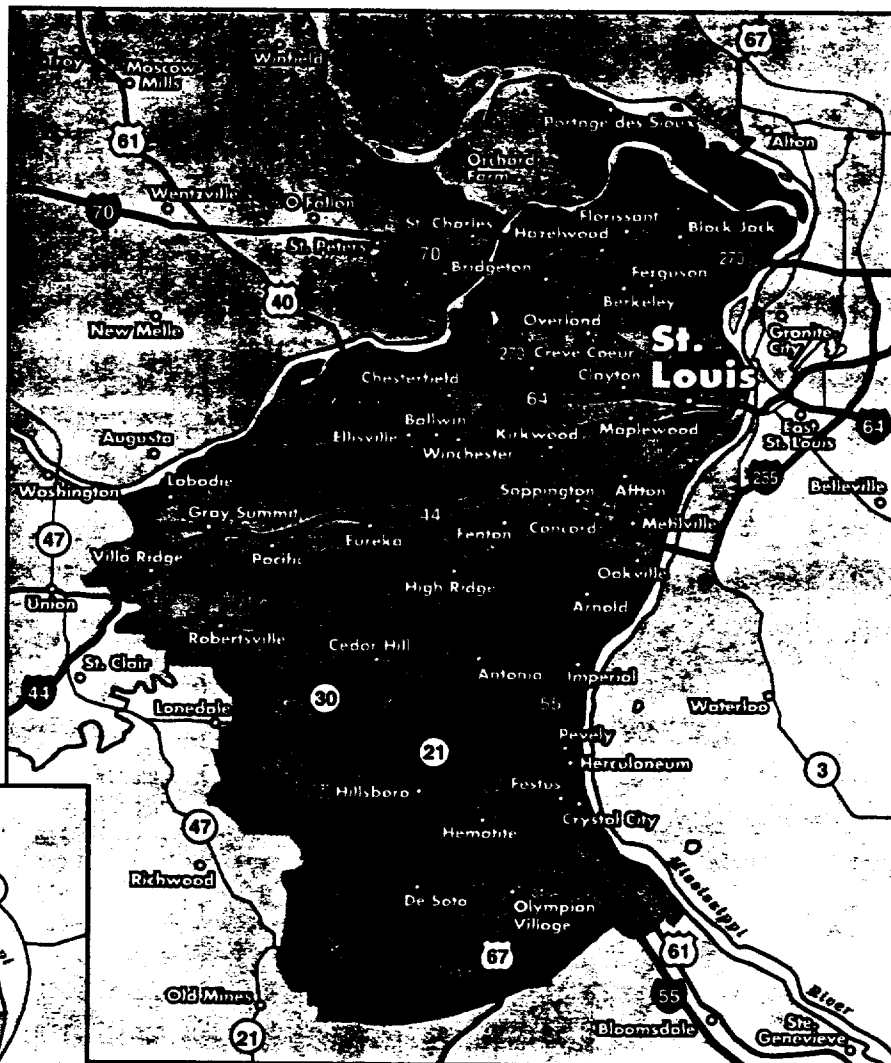 67
Troy
Moscow
Mills
Winfield
Portage des Sioux
61
Alton
Orchard
Farm
Wentzville
O'Fallon
70
St. Charles
Florissant
Hazelwood
Black Jack
St. Peters
70
270
Bridgeton
Ferguson
40
Berkeley
New Melle
Overland
Granite
City
St.
Louis
270
Creve Coeur
Chesterfield
Clayton
64
Ballwin
Ellisville
Kirkwood
Maplewood
East
St. Louis
64
Augusta
Winchester
Washington
Labadie
255
Belleville
Sappington
Affton
Gray Summit
44
Eureka
Fenton
Concord
Mehlville
47
Villa Ridge
Pacific
Oakville
High Ridge
Union
Arnold
Robertsville
Cedar Hill
St. Clair
Antonia
Imperial
44
30
55
Lonedale
Waterloo
Pevely
21
Herculaneum
3
Hillsboro
Festus
Crystal City
47
Hematite
Richwood
Mississippi
River
De Soto
Olympian
Village
67
61
Old Mines
55
Bloomsdale
Ste.
Genevieve
21